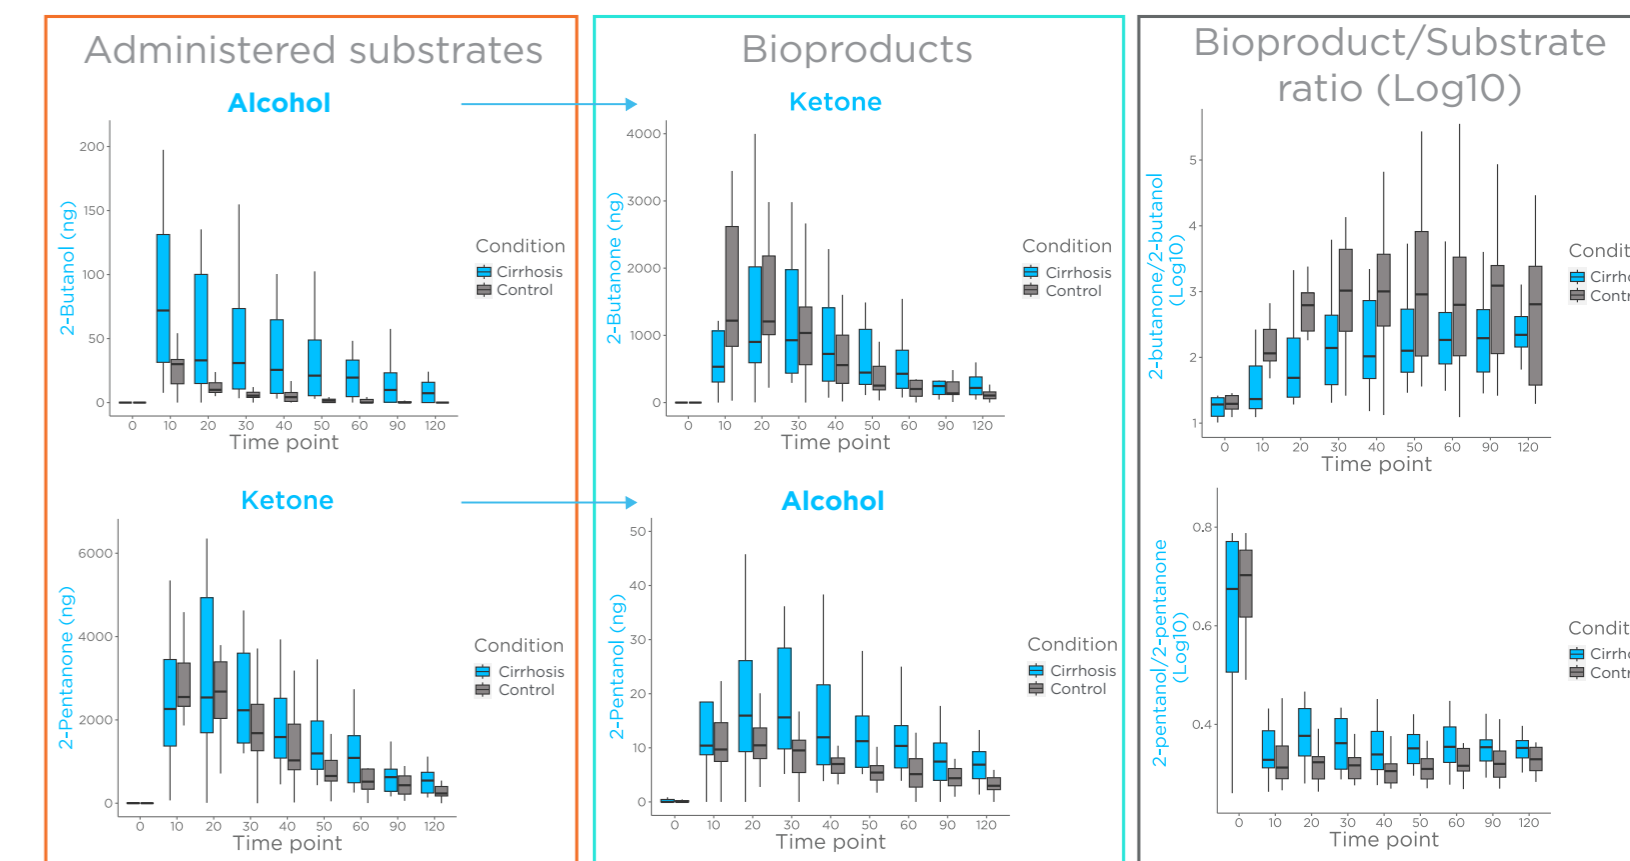 Administered substrates
Alcohol
2-Butanol (ng)
200
150
100
50
0
0 10 20 30 40 50 60 90 120
Time point
Condition
Cirrhosis
Control
Ketone
2-Pentanone (ng)
6000
4000
2000
0
0 10 20 30 40 50 60 90 120
Time point
Condition
Cirrhosis
Control
Bioproducts
Ketone
2-Butanone (ng)
4000
3000
2000
1000
0
0 10 20 30 40 50 60 90 120
Time point
Condition
Cirrhosis
Control
Alcohol
2-Pentanol (ng)
50
40
30
20
10
0
0 10 20 30 40 50 60 90 120
Time point
Condition
Cirrhosis
Control
Bioproduct/Substrate
ratio (Log10)
2-butanone/2-butanol
(Log10)
5
4
3
2
1
0 10 20 30 40 50 60 90 120
Time point
Condit
Cirrh
Cont
2-pentanol/2-pentanone
(Log10)
0.8
0.6
0.4
0 10 20 30 40 50 60 90 120
Time point
Condit
Cirrh
Cont